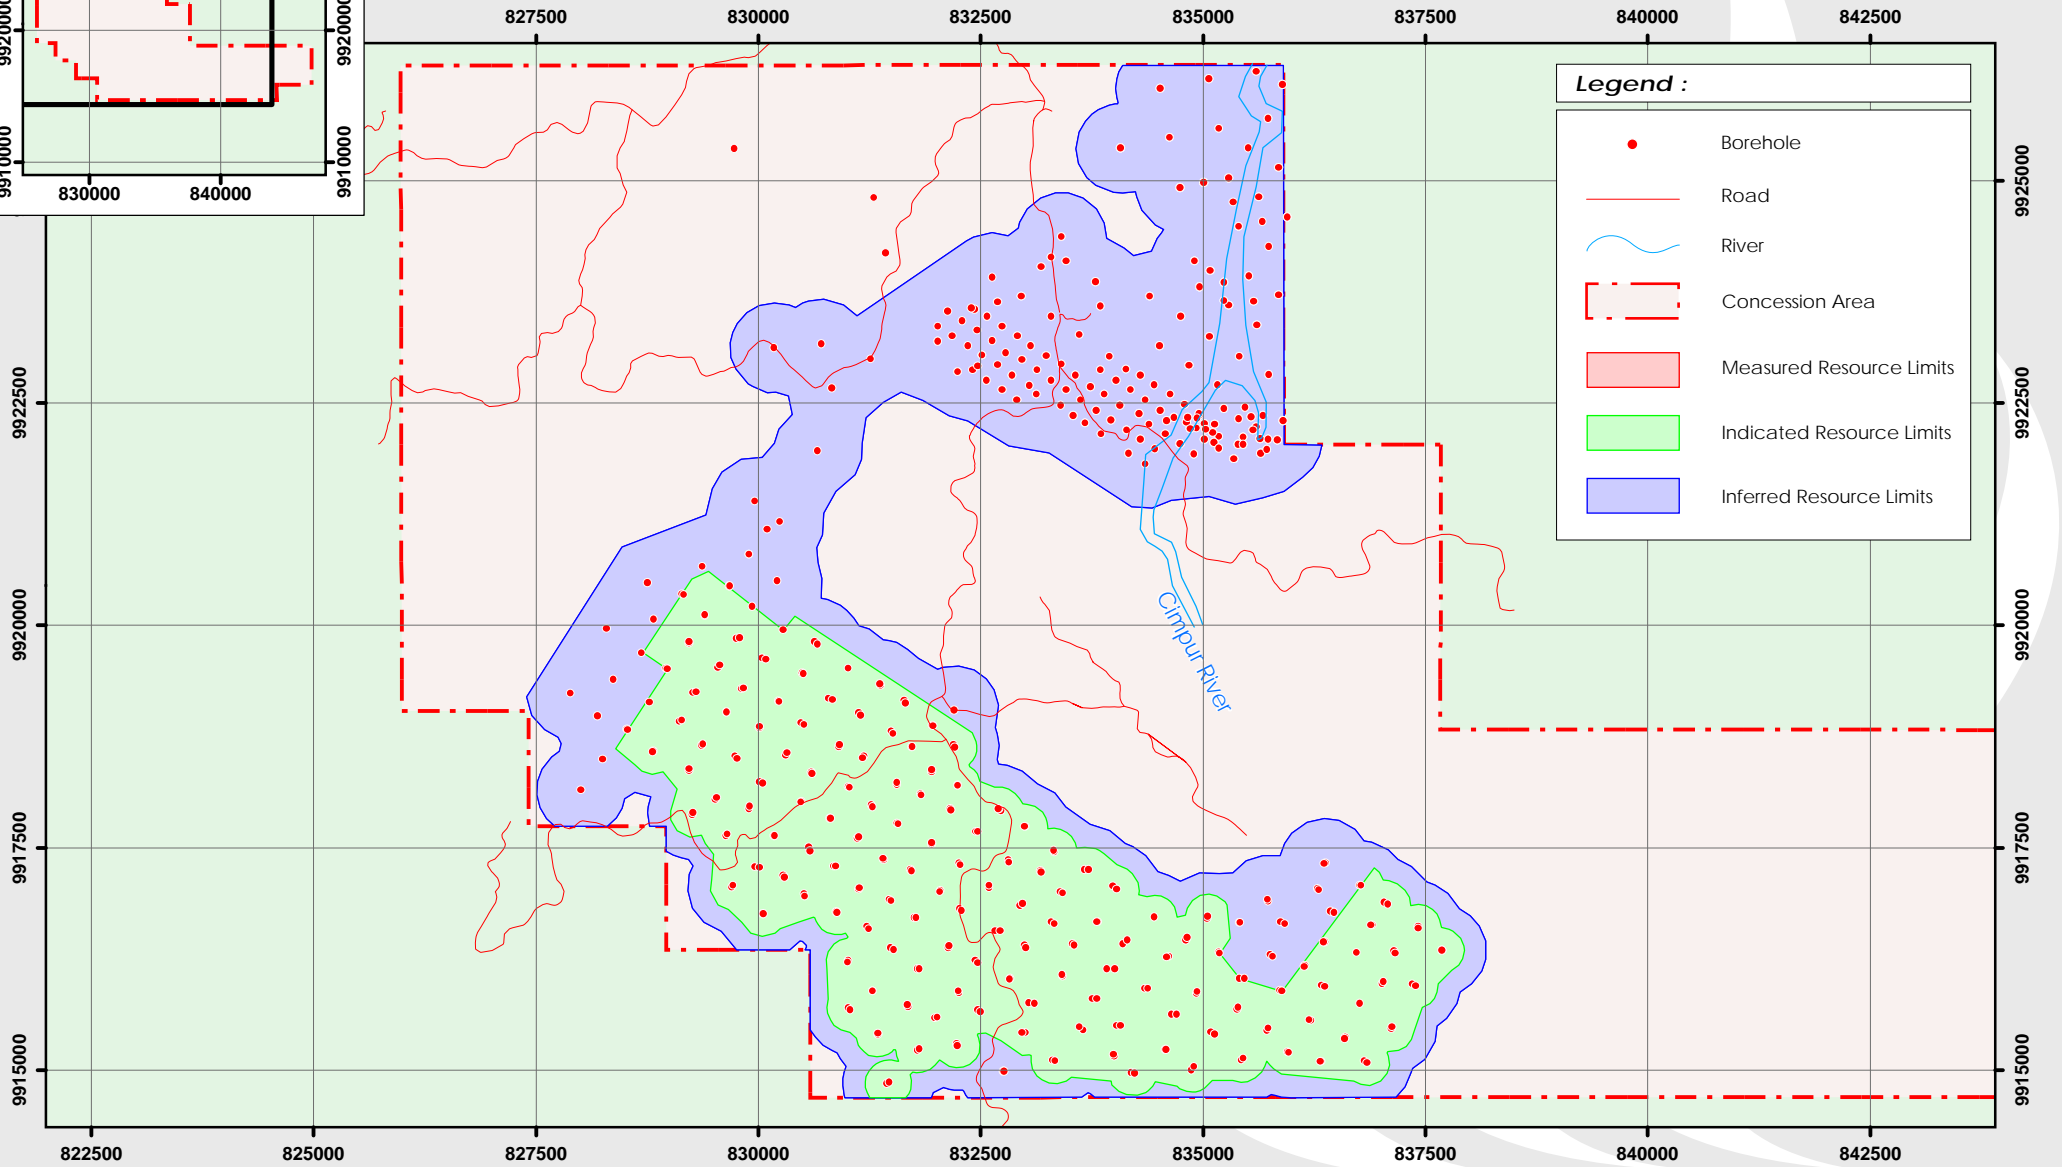 827500 830000 832500 835000 837500 840000 842500
9920000 9920000
9910000 9910000
830000 840000
Legend :
Borehole
Road
River
Concession Area
Measured Resource Limits
Indicated Resource Limits
Inferred Resource Limits
9925000
9922500 9922500
9920000 9920000
Cimpur River
9917500 9917500
9915000 9915000
822500 825000 827500 830000 832500 835000 837500 840000 842500